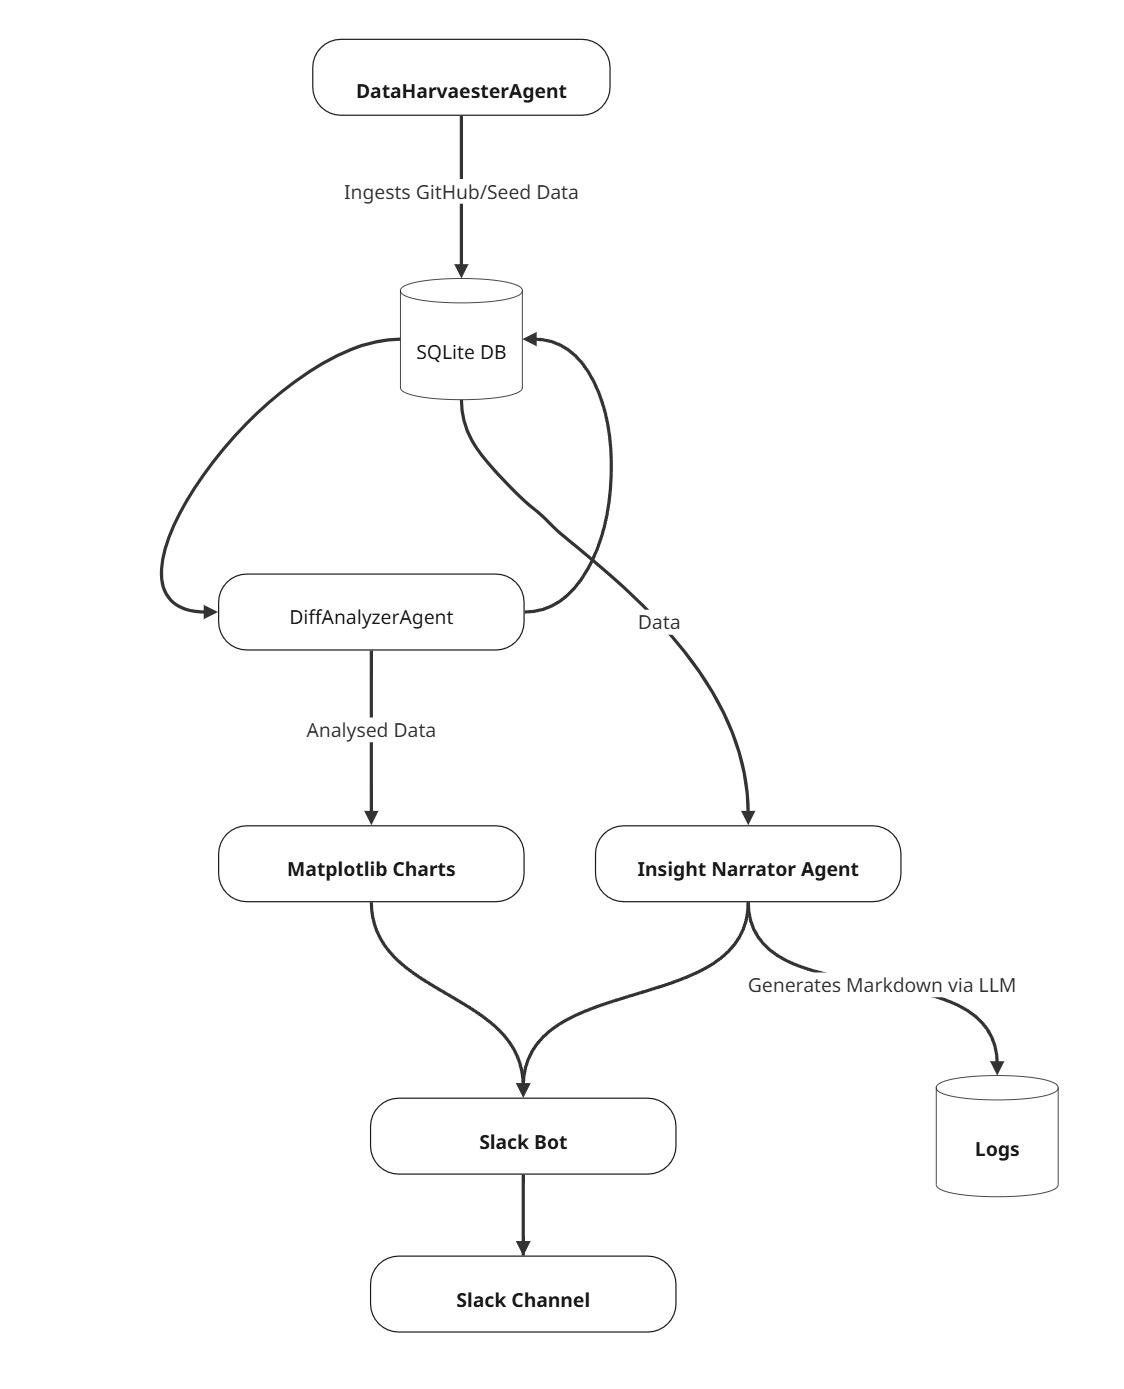 DataHarvaesterAgent
Ingests GitHub/Seed Data
SQLite DB
DiffAnalyzerAgent
Data
Analysed Data
Matplotlib Charts
Insight Narrator Agent
Generates Markdown via LLM
Slack Bot
Logs
Slack Channel